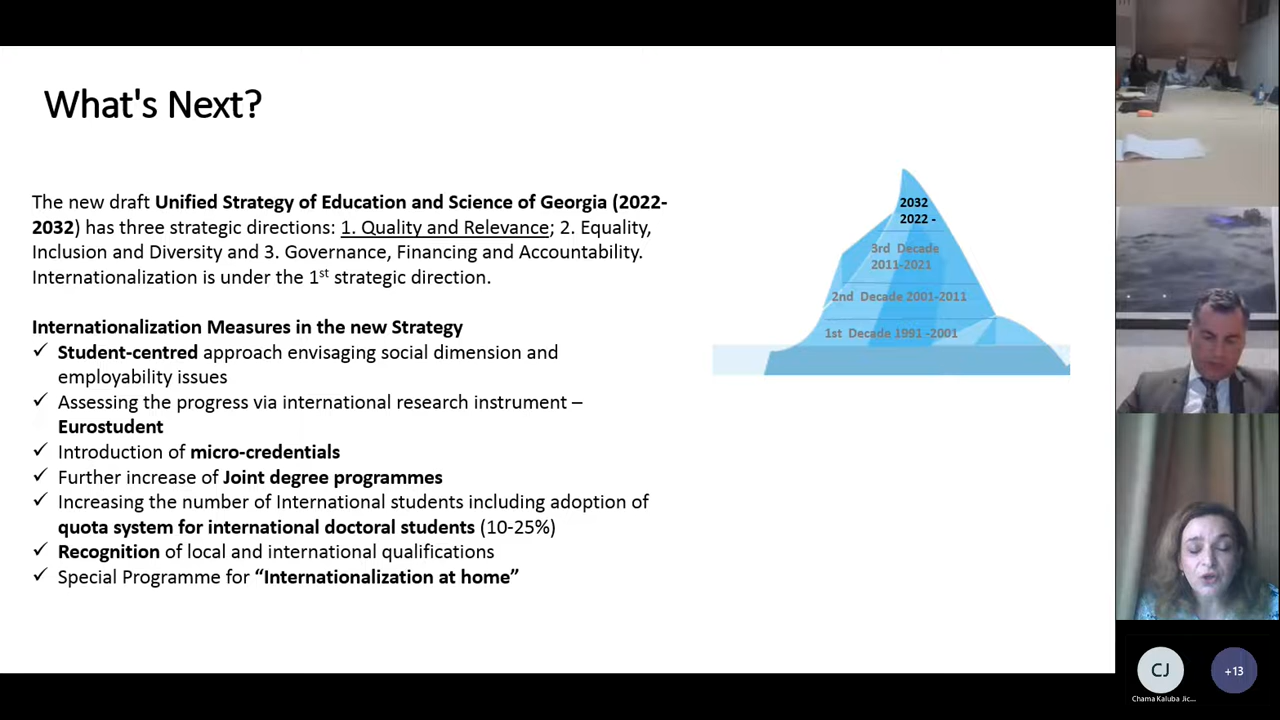 What's Next?
The new draft Unified Strategy of Education and Science of Georgia (2022-
2032) has three strategic directions: 1. Quality and Relevance; 2. Equality,
Inclusion and Diversity and 3. Governance, Financing and Accountability.
Internationalization is under the 1st strategic direction.
Internationalization Measures in the new Strategy
✓ Student-centred approach envisaging social dimension and
employability issues
✓ Assessing the progress via international research instrument –
Eurostudent
✓ Introduction of micro-credentials
✓ Further increase of Joint degree programmes
✓ Increasing the number of International students including adoption of
quota system for international doctoral students (10-25%)
✓ Recognition of local and international qualifications
✓ Special Programme for “Internationalization at home”
2032
2022 -
3rd Decade
2011-2021
2nd Decade 2001-2011
1st Decade 1991 -2001
CJ
+13
Chama Kaluba Jic...